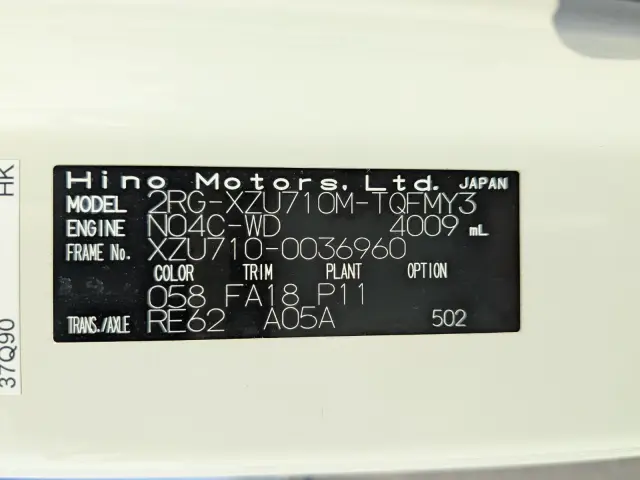 Hino Motors, Ltd. JAPAN
MODEL 2RG-XZU710M-TQFMY3
ENGINE N04C-WD 4009 mL
FRAME No. XZU710-0036960
COLOR TRIM PLANT OPTION
058 FA18 P11
TRANS./AXLE RE62 A05A 502
HK
37Q90